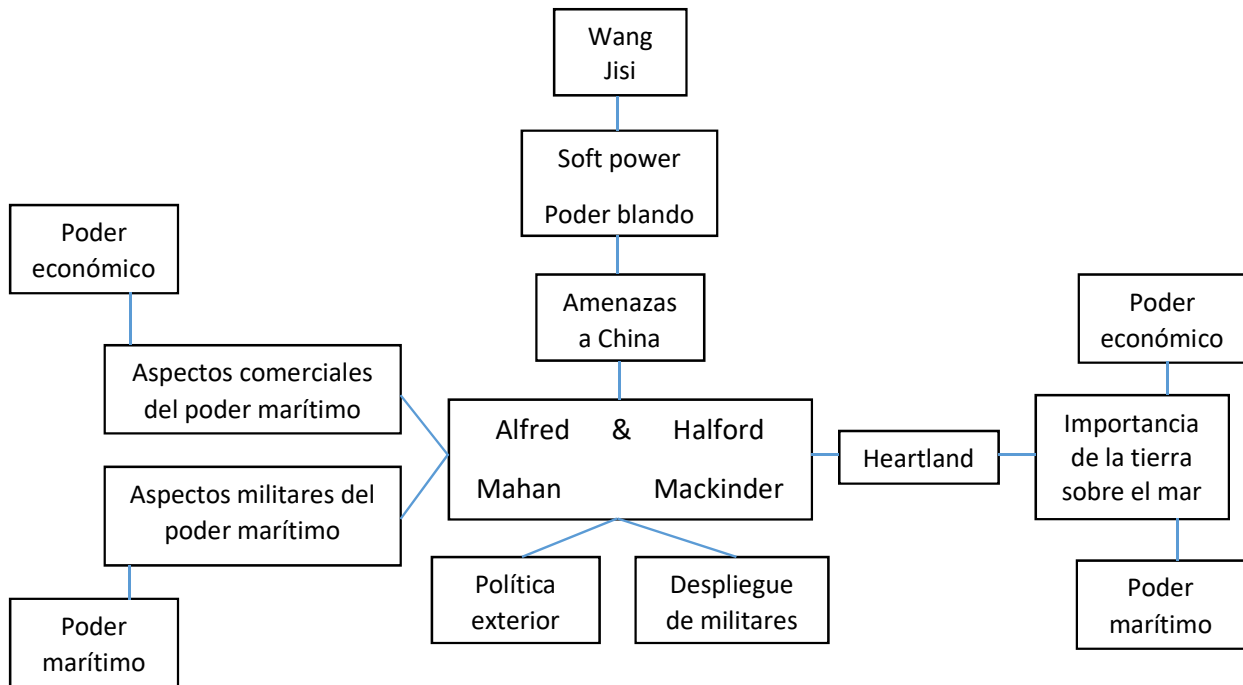 Wang
Jisi
Soft power
Poder blando
Poder
económico
Amenazas
a China
Poder
económico
Aspectos comerciales
del poder marítimo
Alfred & Halford
Mahan Mackinder
Heartland
Importancia
de la tierra
sobre el mar
Aspectos militares del
poder marítimo
Política
exterior
Despliegue
de militares
Poder
marítimo
Poder
marítimo